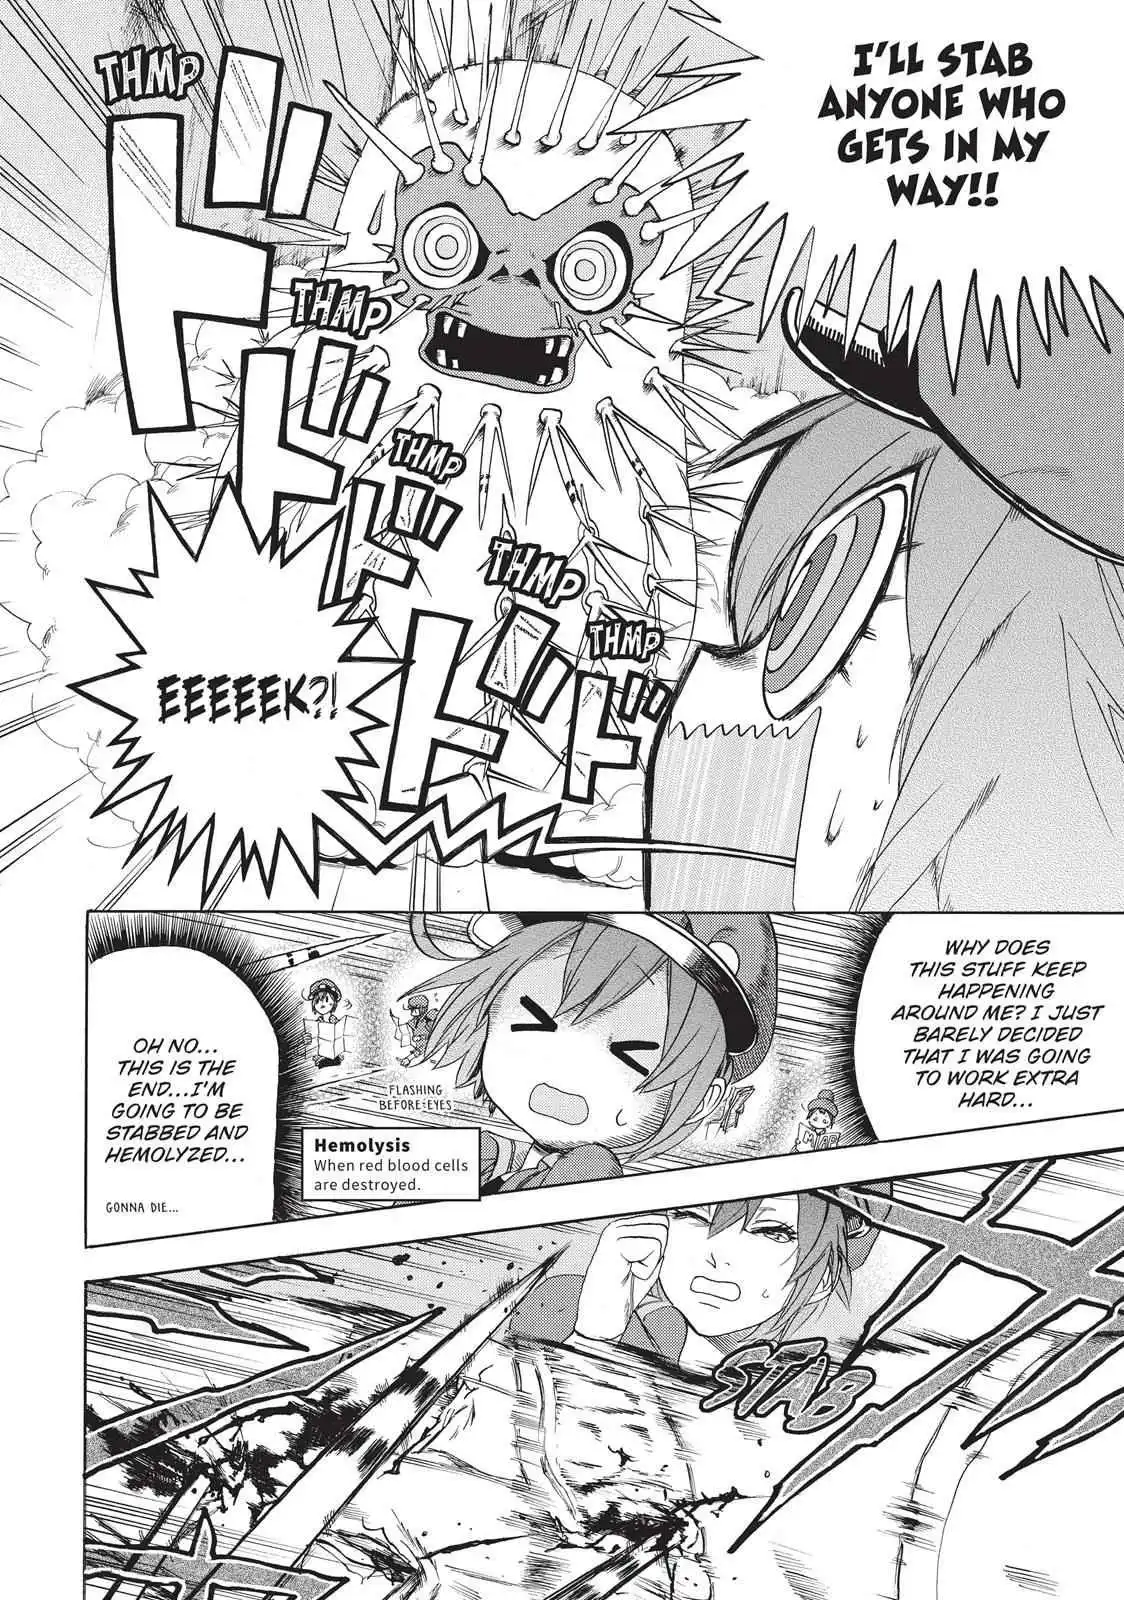 I'LL STAB
ANYONE WHO
GETS IN MY
WAY!!
THMP
THMP
THMP
THMP
THMP
ドドドドドド
EEEEEEK?!
WHY DOES
THIS STUFF KEEP
HAPPENING
AROUND ME? I JUST
BARELY DECIDED
THAT I WAS GOING
TO WORK EXTRA
HARD...
FLASHING
BEFORE EYES
MAP
Hemolysis
When red blood cells
are destroyed.
OH NO...
THIS IS THE
END...I'M
GOING TO BE
STABBED AND
HEMOLYZED...
GONNA DIE...
STAB